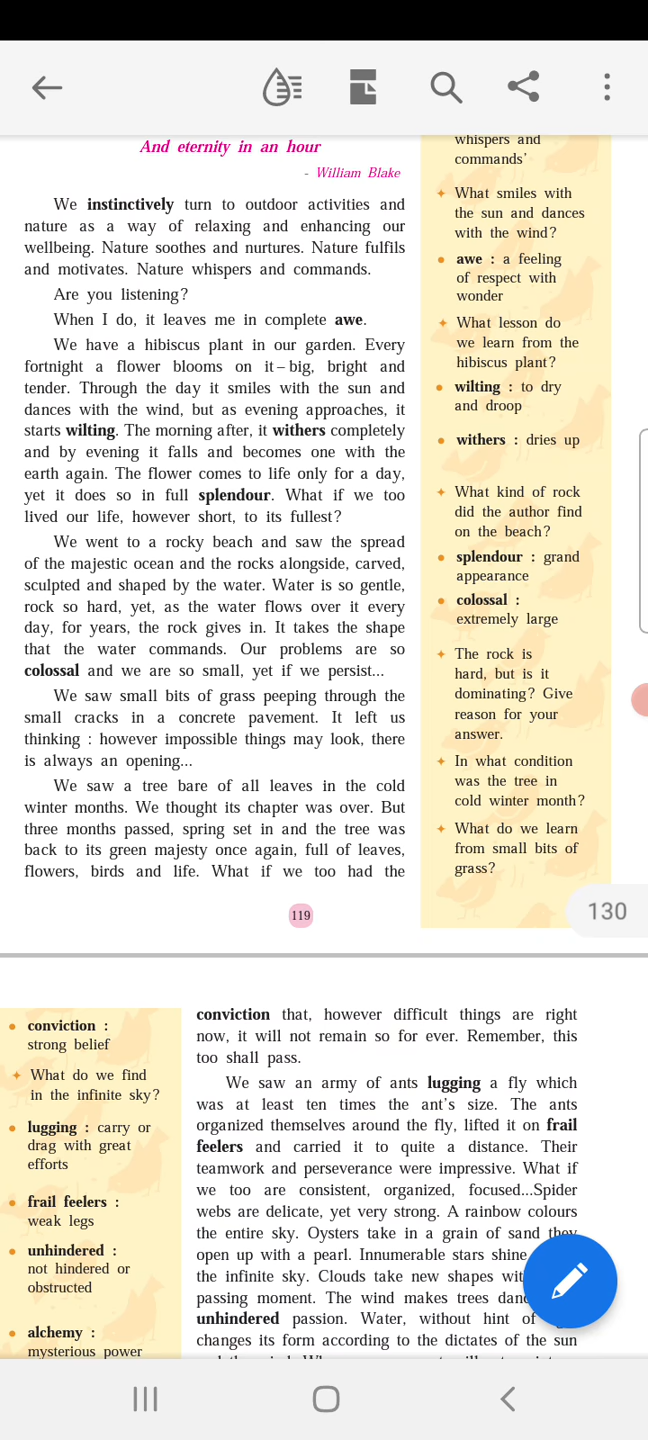 And eternity in an hour
- William Blake
We instinctively turn to outdoor activities and
nature as a way of relaxing and enhancing our
wellbeing. Nature soothes and nurtures. Nature fulfils
and motivates. Nature whispers and commands.
Are you listening?
When I do, it leaves me in complete awe.
We have a hibiscus plant in our garden. Every
fortnight a flower blooms on it – big, bright and
tender. Through the day it smiles with the sun and
dances with the wind, but as evening approaches, it
starts wilting. The morning after, it withers completely
and by evening it falls and becomes one with the
earth again. The flower comes to life only for a day,
yet it does so in full splendour. What if we too
lived our life, however short, to its fullest?
We went to a rocky beach and saw the spread
of the majestic ocean and the rocks alongside, carved,
sculpted and shaped by the water. Water is so gentle,
rock so hard, yet, as the water flows over it every
day, for years, the rock gives in. It takes the shape
that the water commands. Our problems are so
colossal and we are so small, yet if we persist...
We saw small bits of grass peeping through the
small cracks in a concrete pavement. It left us
thinking : however impossible things may look, there
is always an opening...
We saw a tree bare of all leaves in the cold
winter months. We thought its chapter was over. But
three months passed, spring set in and the tree was
back to its green majesty once again, full of leaves,
flowers, birds and life. What if we too had the
119
whispers and
commands'
What smiles with
the sun and dances
with the wind?
awe : a feeling
of respect with
wonder
What lesson do
we learn from the
hibiscus plant?
wilting : to dry
and droop
withers : dries up
What kind of rock
did the author find
on the beach?
splendour : grand
appearance
colossal :
extremely large
The rock is
hard, but is it
dominating? Give
reason for your
answer.
In what condition
was the tree in
cold winter month?
What do we learn
from small bits of
grass?
130
conviction :
strong belief
What do we find
in the infinite sky?
lugging : carry or
drag with great
efforts
frail feelers :
weak legs
unhindered :
not hindered or
obstructed
alchemy :
mysterious power
conviction that, however difficult things are right
now, it will not remain so for ever. Remember, this
too shall pass.
We saw an army of ants lugging a fly which
was at least ten times the ant's size. The ants
organized themselves around the fly, lifted it on frail
feelers and carried it to quite a distance. Their
teamwork and perseverance were impressive. What if
we too are consistent, organized, focused...Spider
webs are delicate, yet very strong. A rainbow colours
the entire sky. Oysters take in a grain of sand they
open up with a pearl. Innumerable stars shine
the infinite sky. Clouds take new shapes
passing moment. The wind makes trees
unhindered passion. Water, without hint of
changes its form according to the dictates of the sun